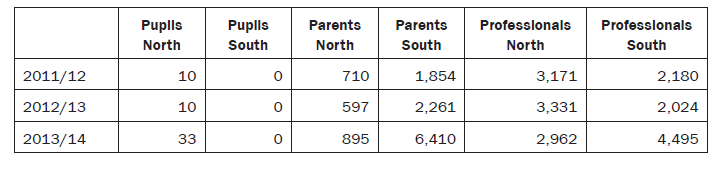 Pupils North Pupils South Parents North Parents South Professionals North Professionals South
2011/12 10 0 710 1,854 3,171 2,180
2012/13 10 0 597 2,261 3,331 2,024
2013/14 33 0 895 6,410 2,962 4,495